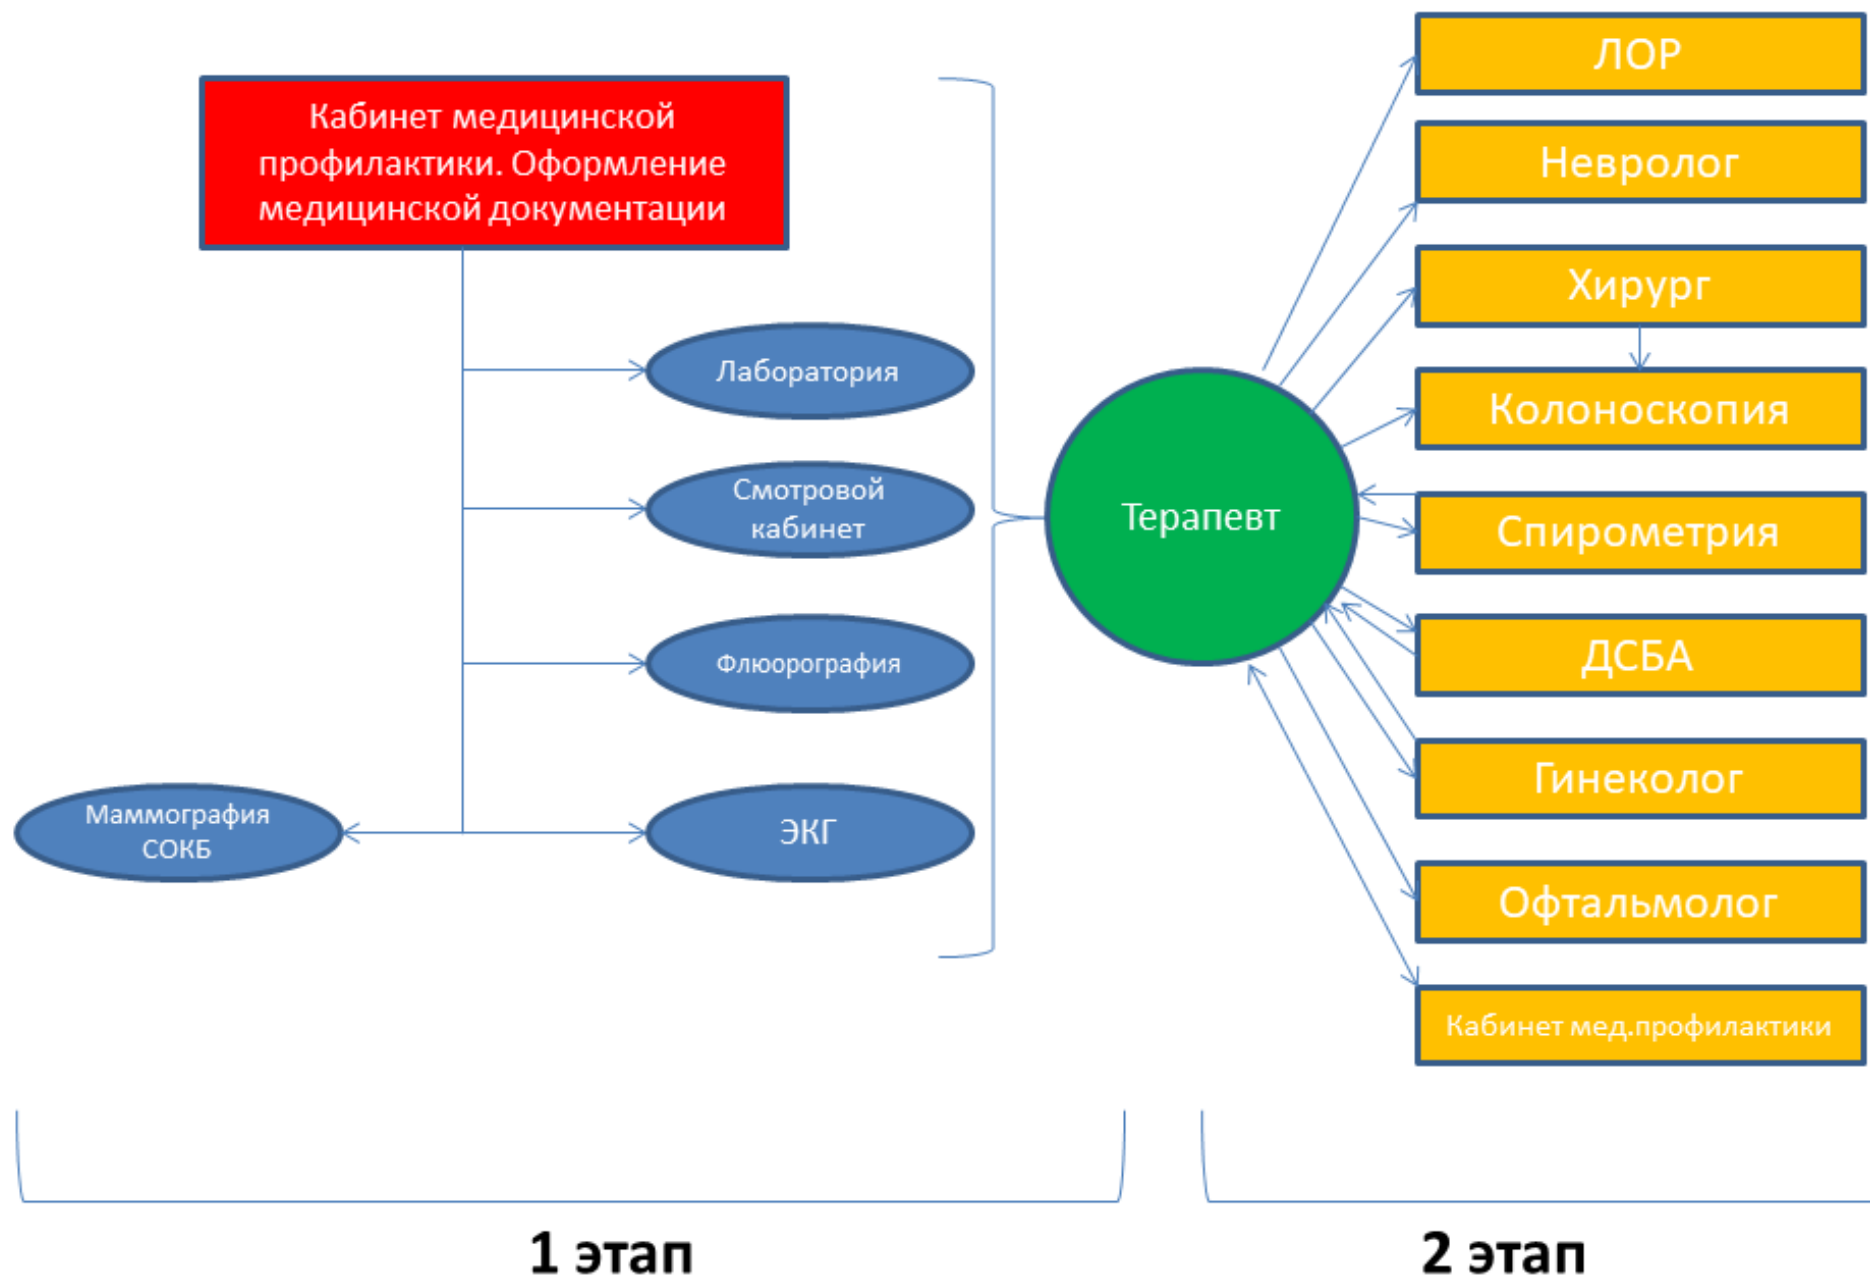 Кабинет медицинской
профилактики. Оформление
медицинской документации
Лаборатория
Смотровой
кабинет
Флюорография
Маммография
СОКБ
ЭКГ
Терапевт
ЛОР
Невролог
Хирург
Колоноскопия
Спирометрия
ДСБА
Гинеколог
Офтальмолог
Кабинет мед.профилактики
1 этап
2 этап